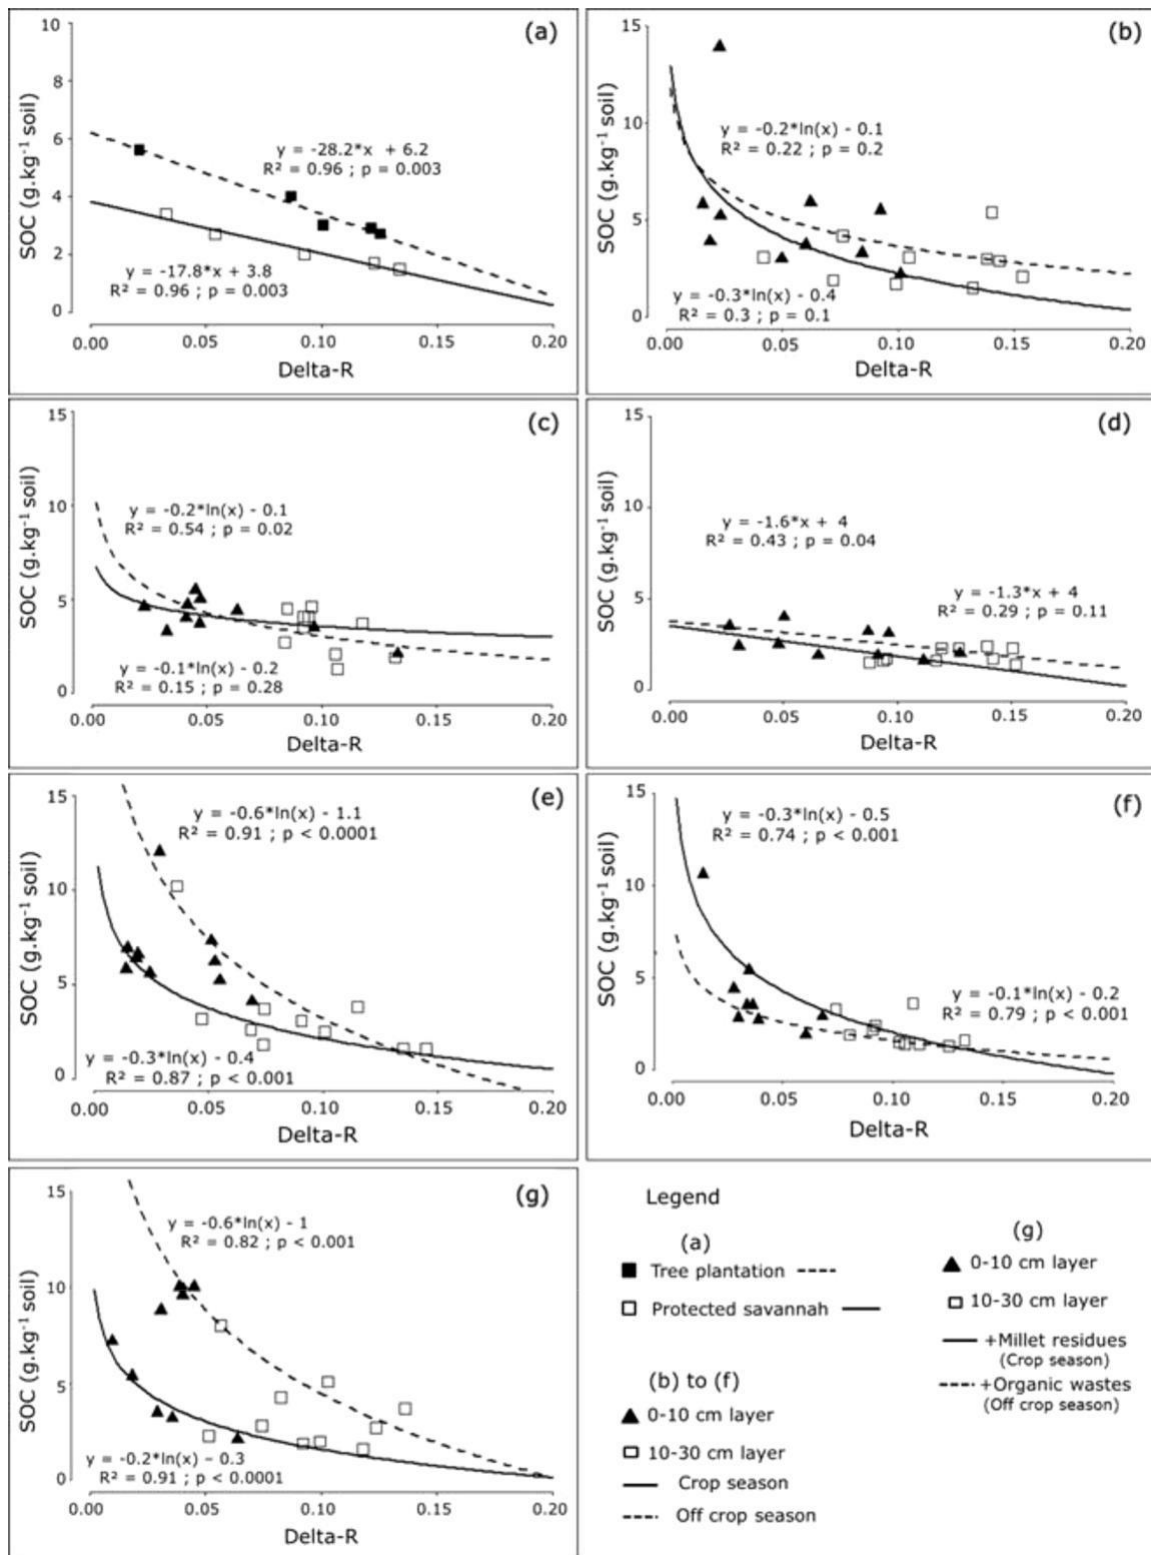 (a)
10
8
6
4
2
0
SOC (g.kg-1 soil)
y = -28.2*x + 6.2
R² = 0.96 ; p = 0.003
y = -17.8*x + 3.8
R² = 0.96 ; p = 0.003
0.00 0.05 0.10 0.15 0.20
Delta-R
(b)
15
10
5
0
SOC (g.kg-1 soil)
y = -0.2*ln(x) - 0.1
R² = 0.22 ; p = 0.2
y = -0.3*ln(x) - 0.4
R² = 0.3 ; p = 0.1
0.00 0.05 0.10 0.15 0.20
Delta-R
(c)
15
10
5
0
SOC (g.kg-1 soil)
y = -0.2*ln(x) - 0.1
R² = 0.54 ; p = 0.02
y = -0.1*ln(x) - 0.2
R² = 0.15 ; p = 0.28
0.00 0.05 0.10 0.15 0.20
Delta-R
(d)
15
10
5
0
SOC (g.kg-1 soil)
y = -1.6*x + 4
R² = 0.43 ; p = 0.04
y = -1.3*x + 4
R² = 0.29 ; p = 0.11
0.00 0.05 0.10 0.15 0.20
Delta-R
(e)
15
10
5
0
SOC (g.kg-1 soil)
y = -0.6*ln(x) - 1.1
R² = 0.91 ; p < 0.0001
y = -0.3*ln(x) - 0.4
R² = 0.87 ; p < 0.001
0.00 0.05 0.10 0.15 0.20
Delta-R
(f)
15
10
5
0
SOC (g.kg-1 soil)
y = -0.3*ln(x) - 0.5
R² = 0.74 ; p < 0.001
y = -0.1*ln(x) - 0.2
R² = 0.79 ; p < 0.001
0.00 0.05 0.10 0.15 0.20
Delta-R
(g)
15
10
5
0
SOC (g.kg-1 soil)
y = -0.6*ln(x) - 1
R² = 0.82 ; p < 0.001
y = -0.2*ln(x) - 0.3
R² = 0.91 ; p < 0.0001
0.00 0.05 0.10 0.15 0.20
Delta-R
Legend
(a)
Tree plantation
Protected savannah
(b) to (f)
0-10 cm layer
10-30 cm layer
Crop season
Off crop season
(g)
0-10 cm layer
10-30 cm layer
+Millet residues
(Crop season)
+Organic wastes
(Off crop season)